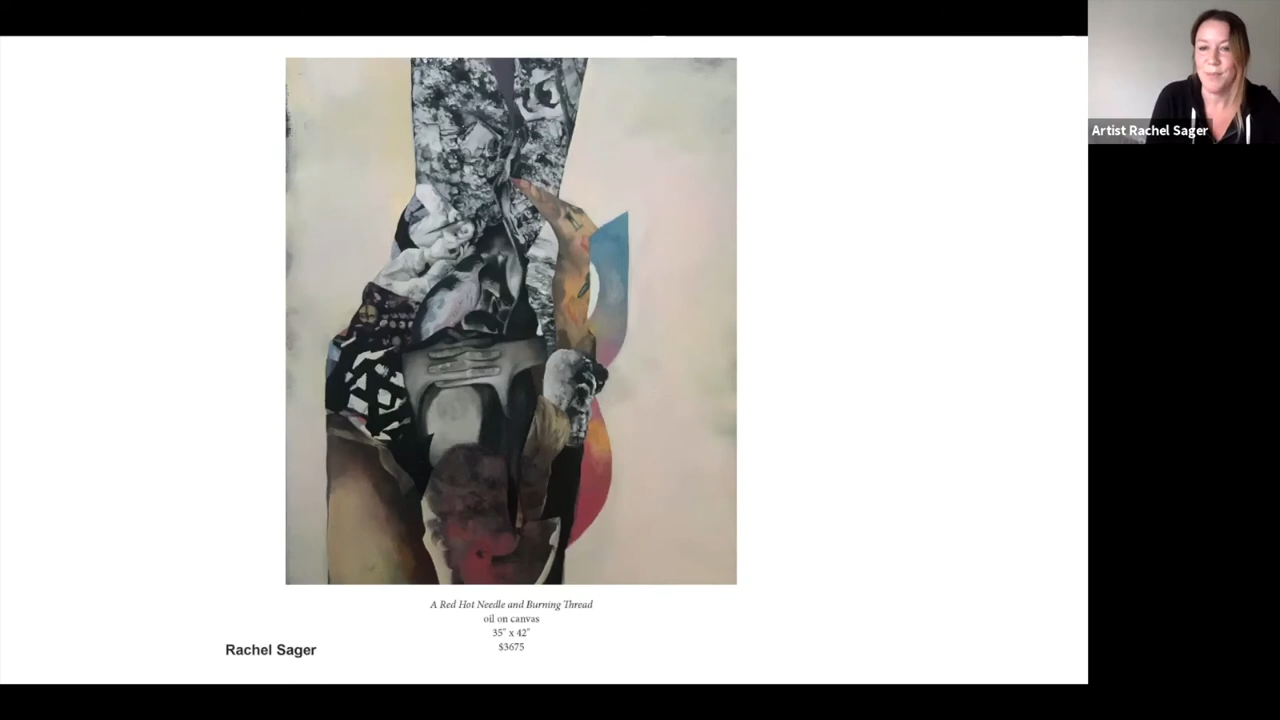 Artist Rachel Sager
A Red Hot Needle and Burning Thread
oil on canvas
35" x 42"
$3675
Rachel Sager